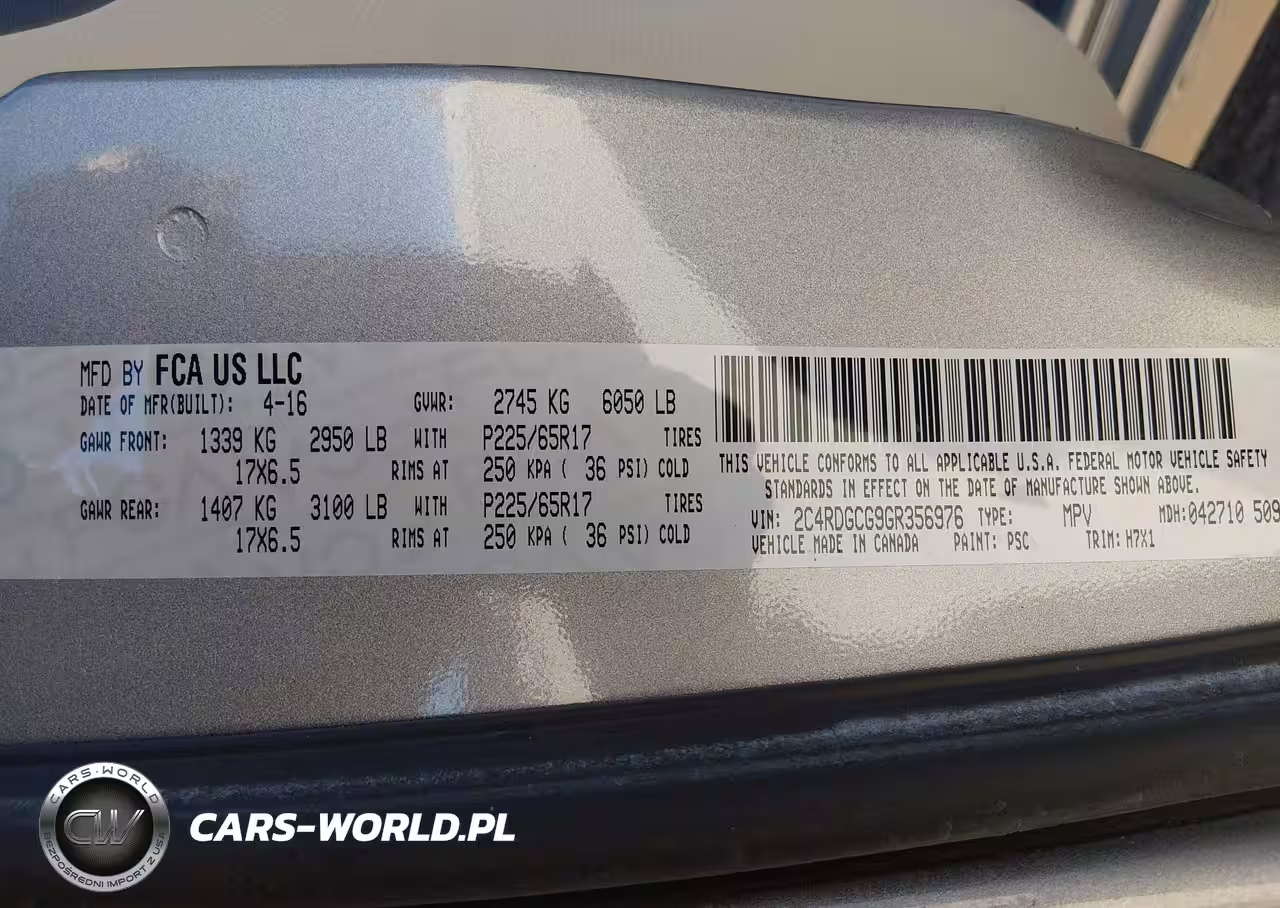 MFD BY FCA US LLC
DATE OF MFR(BUILT): 4-16 GVWR: 2745 KG 6050 LB
GAWR FRONT: 1339 KG 2950 LB WITH P225/65R17 TIRES
17X6.5 RIMS AT 250 KPA ( 36 PSI) COLD
GAWR REAR: 1407 KG 3100 LB WITH P225/65R17 TIRES
17X6.5 RIMS AT 250 KPA ( 36 PSI) COLD
THIS VEHICLE CONFORMS TO ALL APPLICABLE U.S.A. FEDERAL MOTOR VEHICLE SAFETY
STANDARDS IN EFFECT ON THE DATE OF MANUFACTURE SHOWN ABOVE.
VIN: 2C4RDGCG9GR356976 TYPE: MPV MDH:042710 509
VEHICLE MADE IN CANADA PAINT: PSC TRIM: H7X1
CARS-WORLD
CW
BEZPOŚREDNI IMPORT Z USA
CARS-WORLD.PL